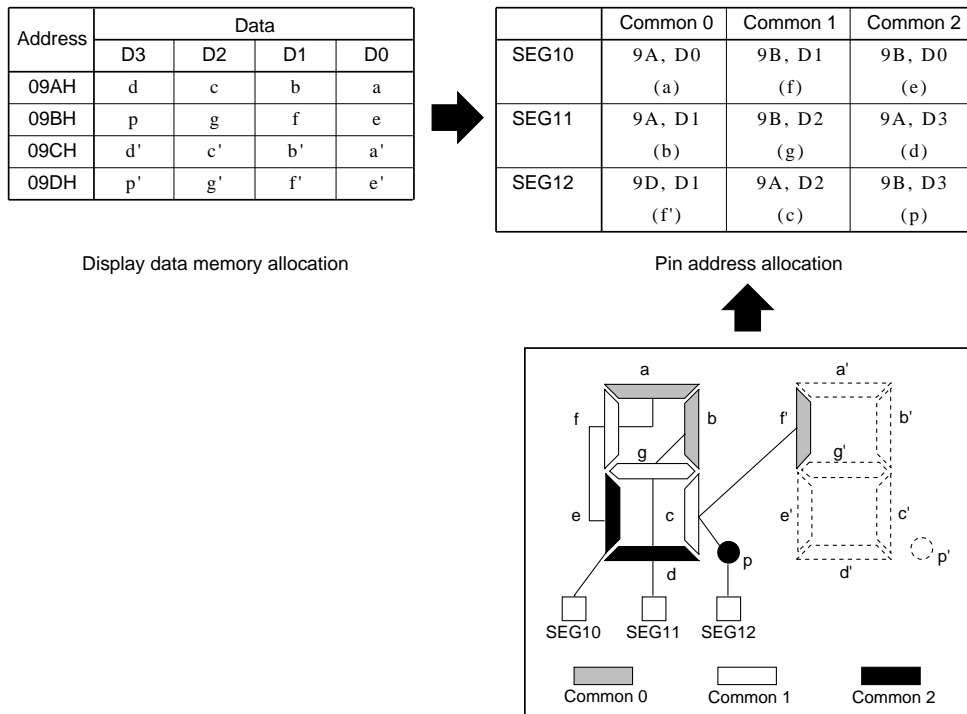 Address Data
D3 D2 D1 D0
09AH d c b a
09BH p g f e
09CH d' c' b' a'
09DH p' g' f' e'
Display data memory allocation
Common 0 Common 1 Common 2
SEG10 9A, D0 9B, D1 9B, D0
(a) (f) (e)
SEG11 9A, D1 9B, D2 9A, D3
(b) (g) (d)
SEG12 9D, D1 9A, D2 9B, D3
(f') (c) (p)
Pin address allocation
a a'
f b f' b'
g g'
e c e' c'
d p d' p'
SEG10 SEG11 SEG12
Common 0 Common 1 Common 2